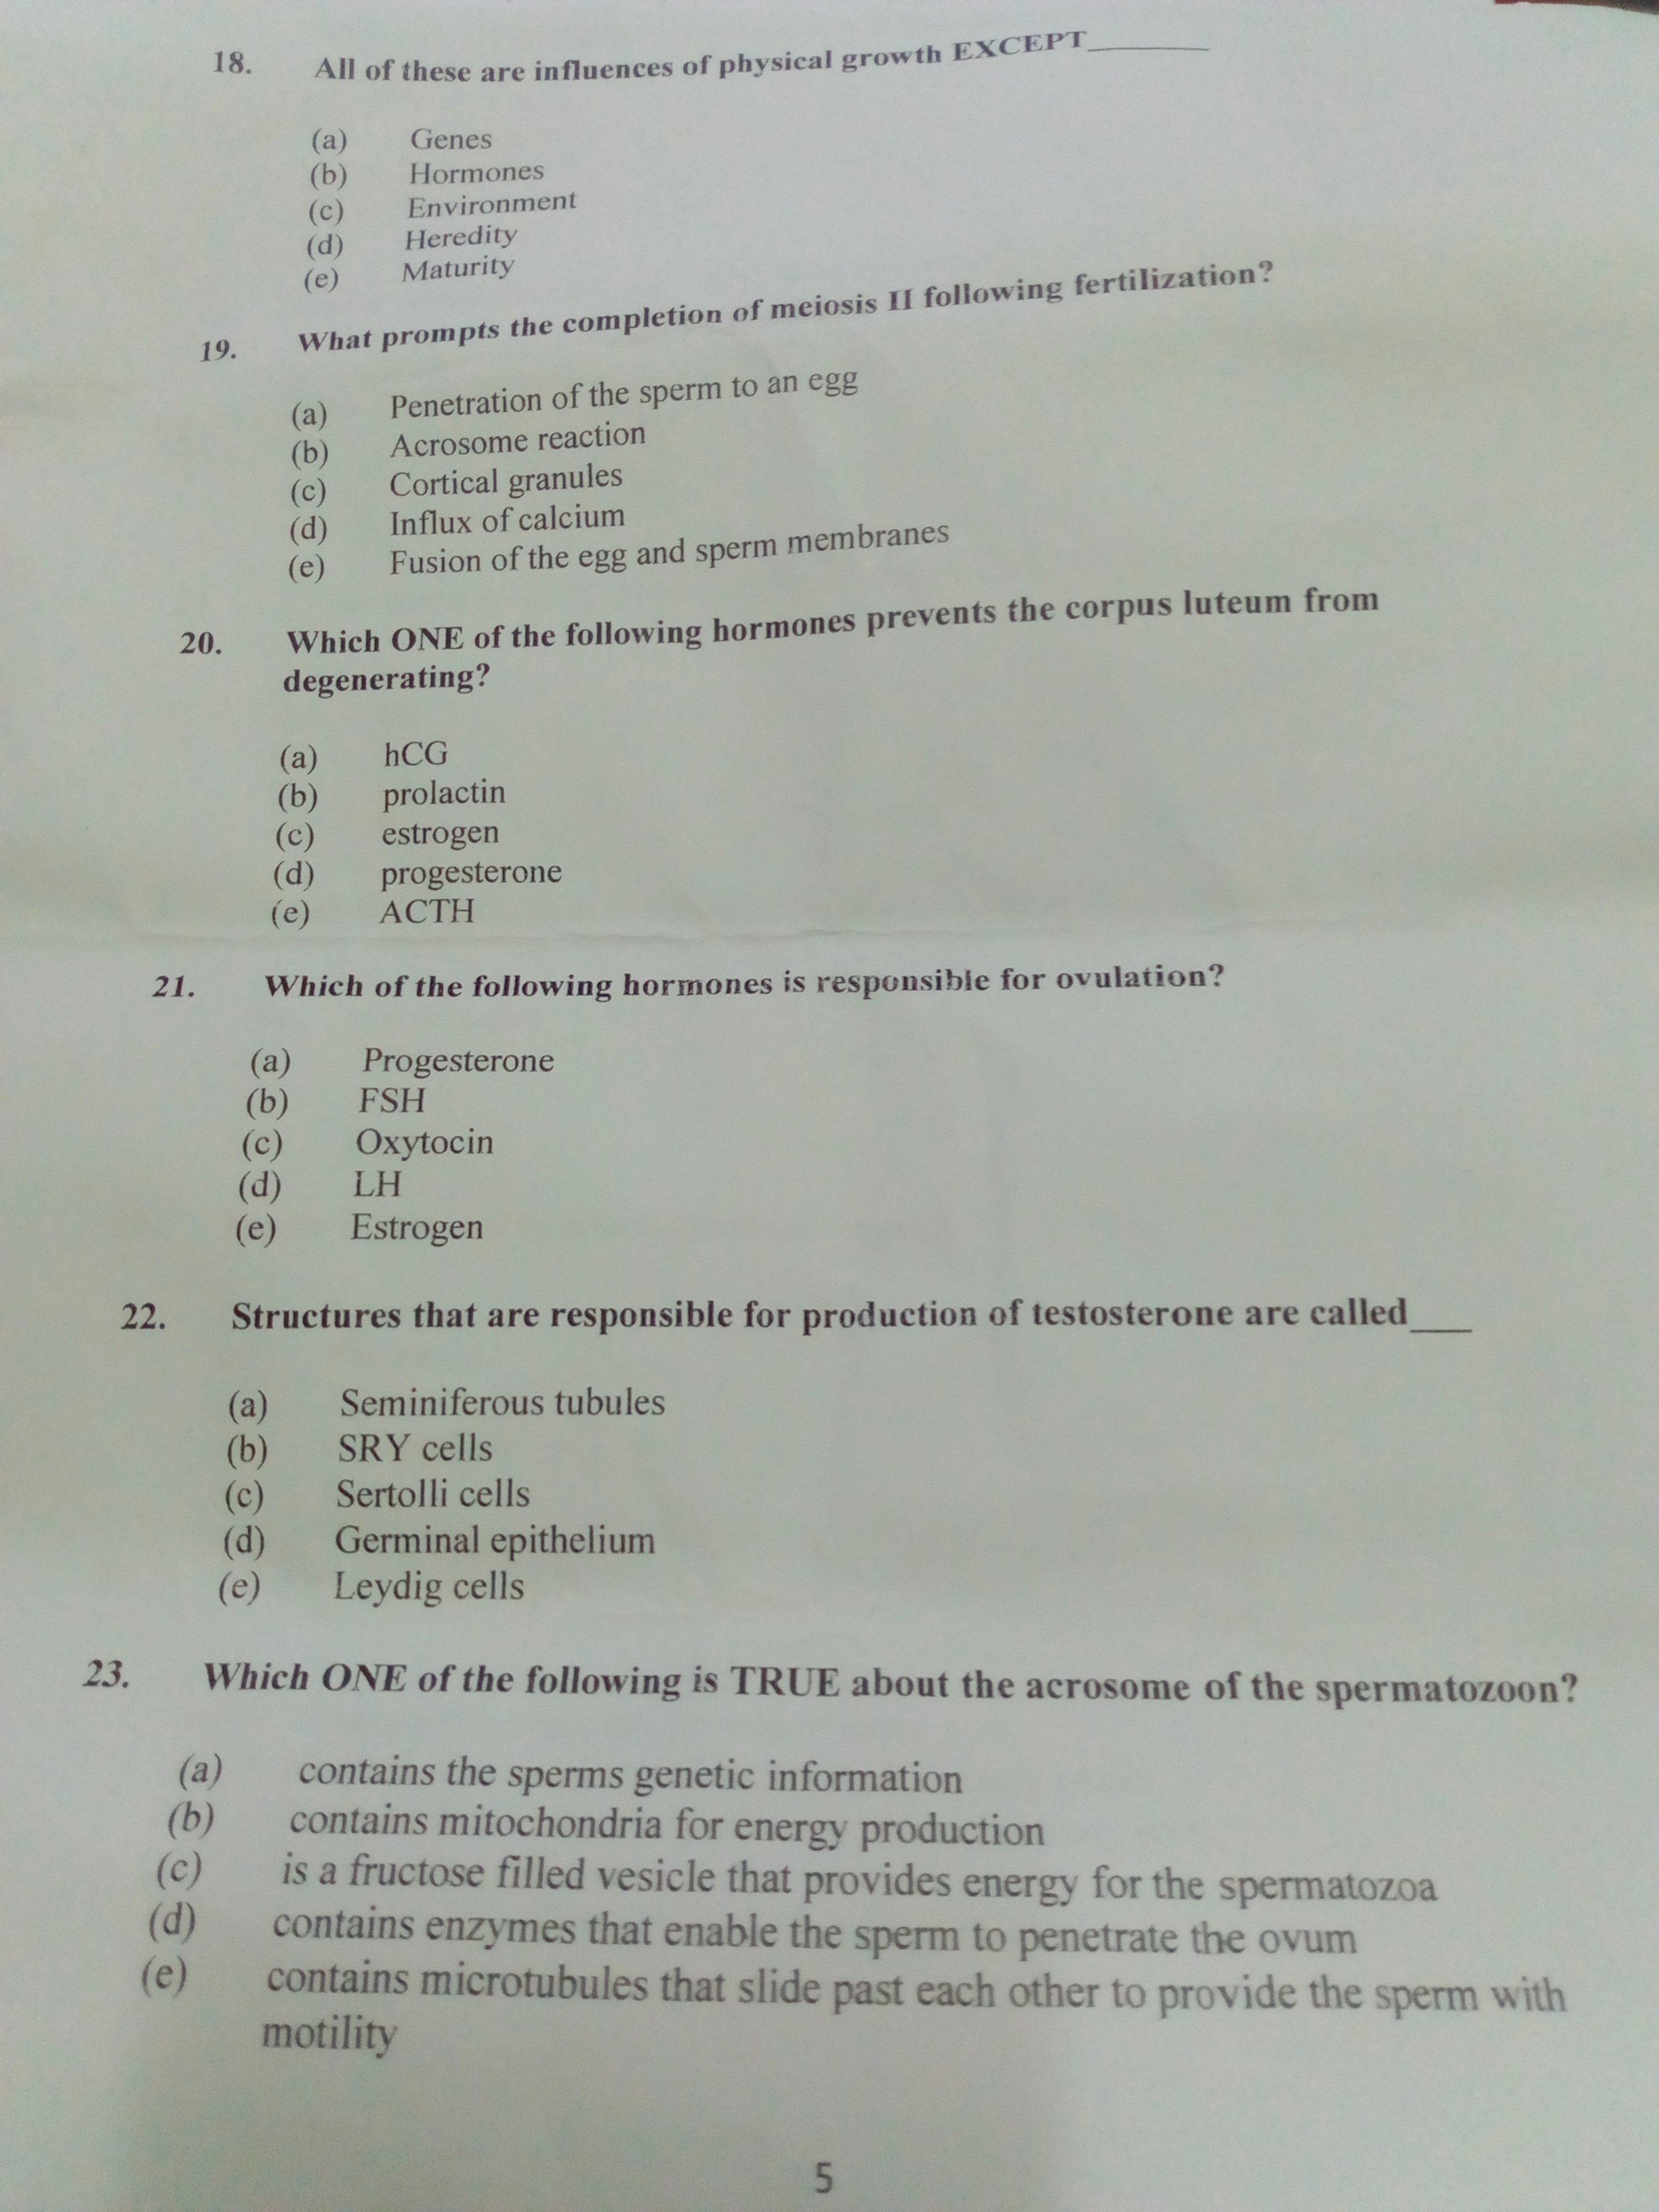 18. All of these are influences of physical growth EXCEPT_______
(a) Genes
(b) Hormones
(c) Environment
(d) Heredity
(e) Maturity
19. What prompts the completion of meiosis II following fertilization?
(a) Penetration of the sperm to an egg
(b) Acrosome reaction
(c) Cortical granules
(d) Influx of calcium
(e) Fusion of the egg and sperm membranes
20. Which ONE of the following hormones prevents the corpus luteum from
degenerating?
(a) hCG
(b) prolactin
(c) estrogen
(d) progesterone
(e) ACTH
21. Which of the following hormones is responsible for ovulation?
(a) Progesterone
(b) FSH
(c) Oxytocin
(d) LH
(e) Estrogen
22. Structures that are responsible for production of testosterone are called___
(a) Seminiferous tubules
(b) SRY cells
(c) Sertolli cells
(d) Germinal epithelium
(e) Leydig cells
23. Which ONE of the following is TRUE about the acrosome of the spermatozoon?
(a) contains the sperms genetic information
(b) contains mitochondria for energy production
(c) is a fructose filled vesicle that provides energy for the spermatozoa
(d) contains enzymes that enable the sperm to penetrate the ovum
(e) contains microtubules that slide past each other to provide the sperm with
motility
5